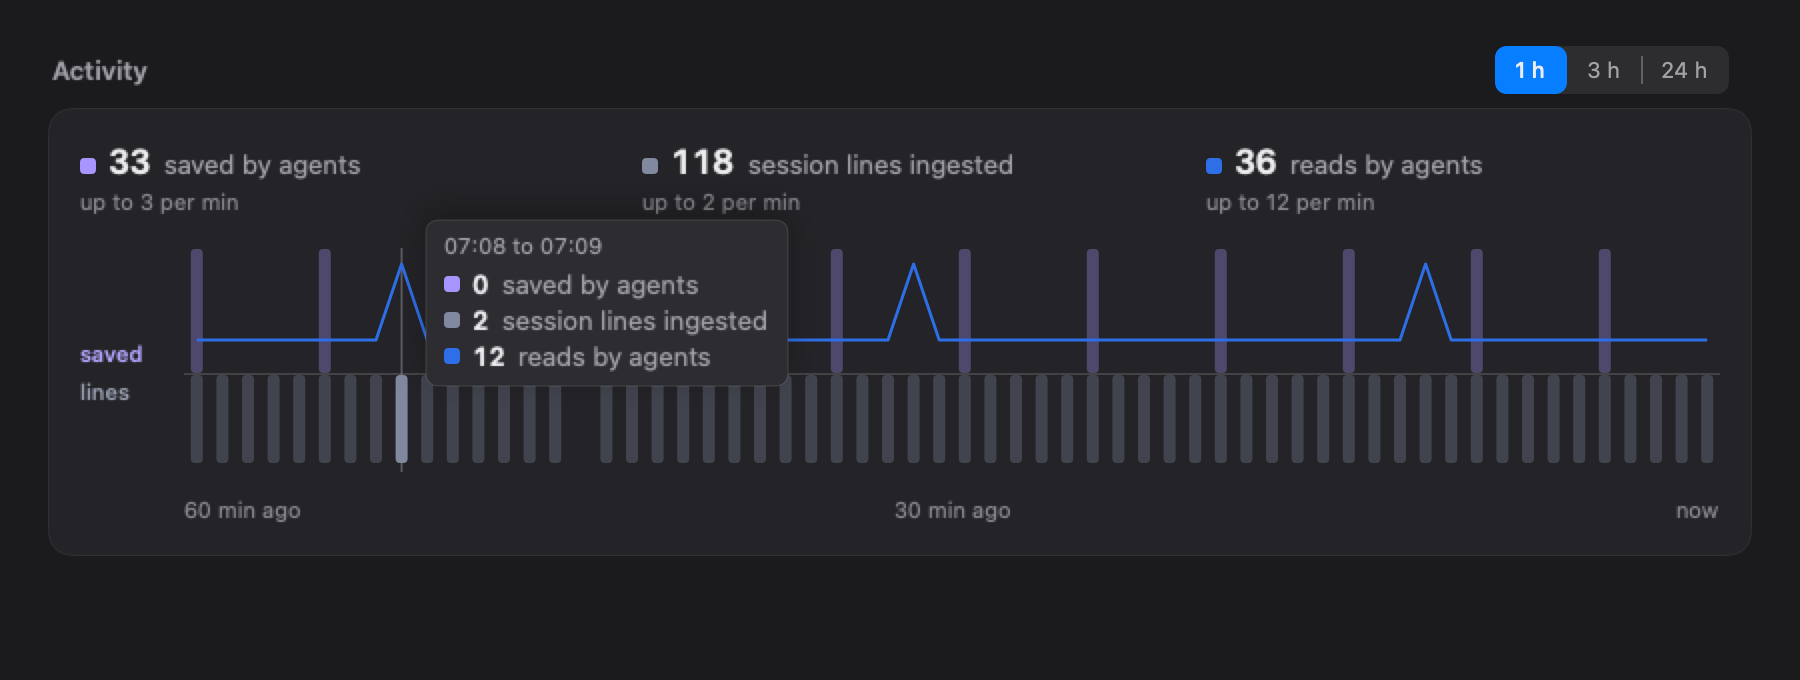 Activity
1 h 3 h 24 h
33 saved by agents
up to 3 per min
118 session lines ingested
up to 2 per min
36 reads by agents
up to 12 per min
07:08 to 07:09
0 saved by agents
2 session lines ingested
12 reads by agents
saved
lines
60 min ago
30 min ago
now